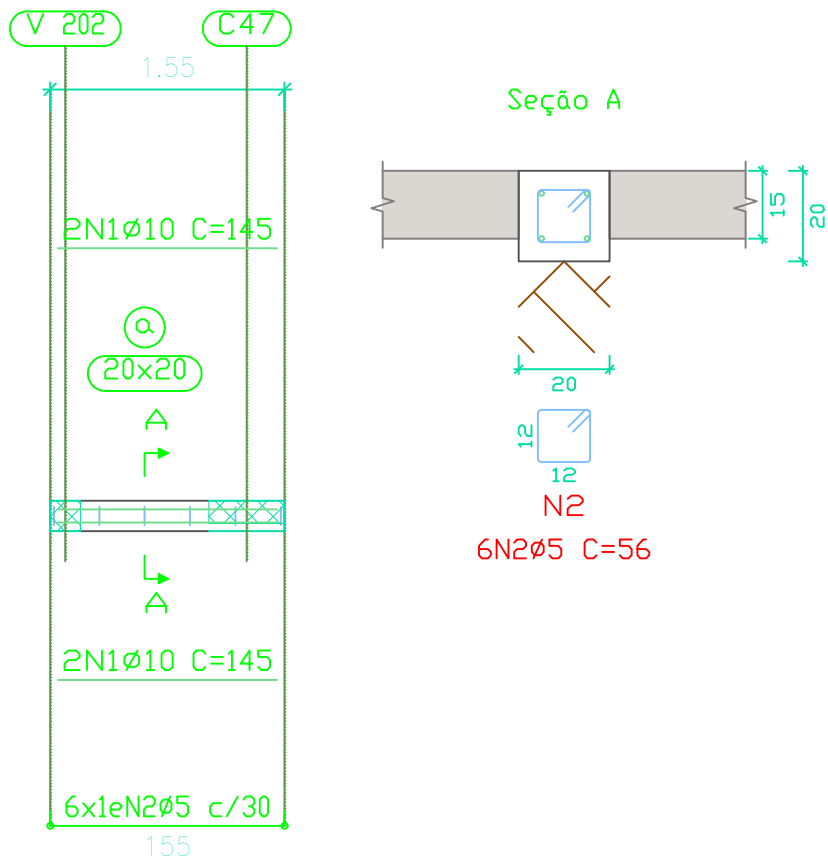 V 202
C47
1.55
2N1ø10 C=145
@
20x20
A
A
2N1ø10 C=145
6x1eN2ø5 c/30
155
Seção A
15
20
20
12
12
N2
6N2ø5 C=56